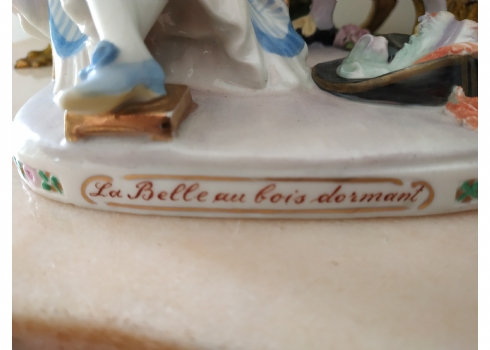 La Belle au bois dormant